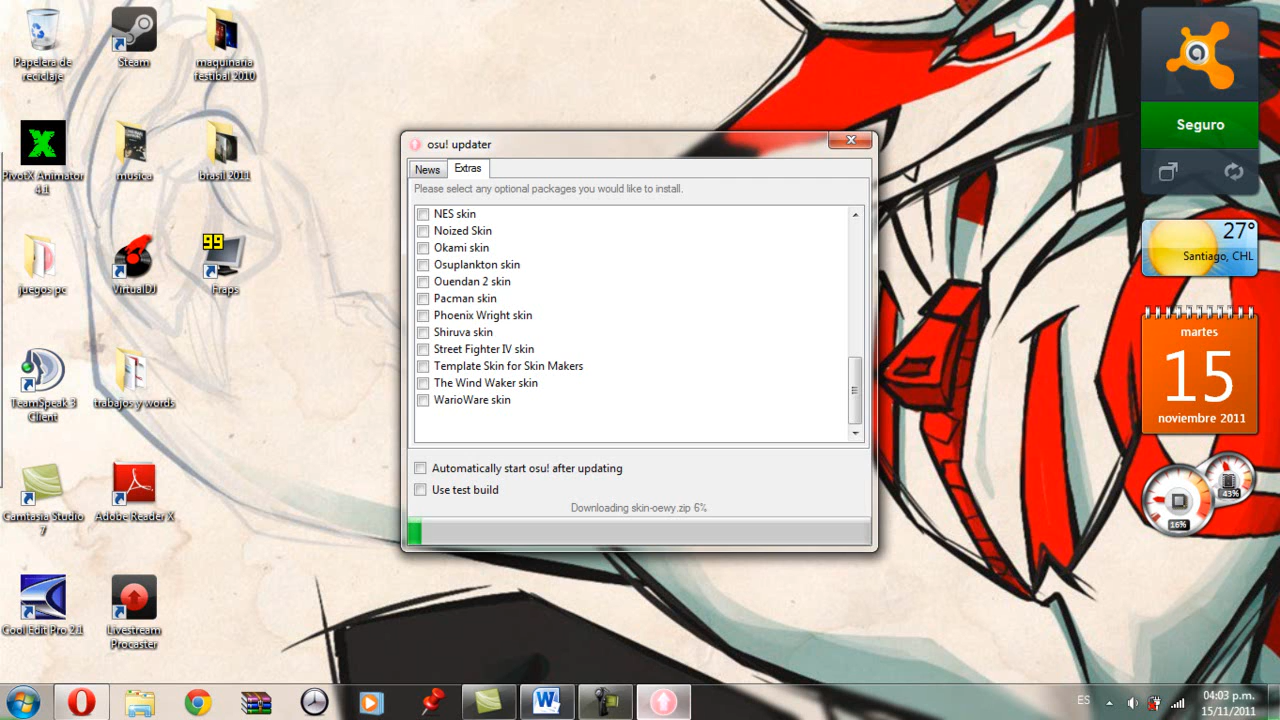 Papelera de
reciclaje
Steam
maquinaria
festibal 2010
PivotX Animator
4.1
musica
brasil 2011
juegos pc
VirtualDJ
99
Fraps
TeamSpeak 3
Client
trabajos y words
Camtasia Studio
7
Adobe Reader X
Cool Edit Pro 2.1
Livestream
Procaster
osu! updater
News
Extras
Please select any optional packages you would like to install.
NES skin
Noized Skin
Okami skin
Osuplankton skin
Ouendan 2 skin
Pacman skin
Phoenix Wright skin
Shiruva skin
Street Fighter IV skin
Template Skin for Skin Makers
The Wind Waker skin
WarioWare skin
Automatically start osu! after updating
Use test build
Downloading skin-oewy.zip 6%
Seguro
27°
Santiago, CHL
martes
15
noviembre 2011
43%
16%
ES
04:03 p.m.
15/11/2011